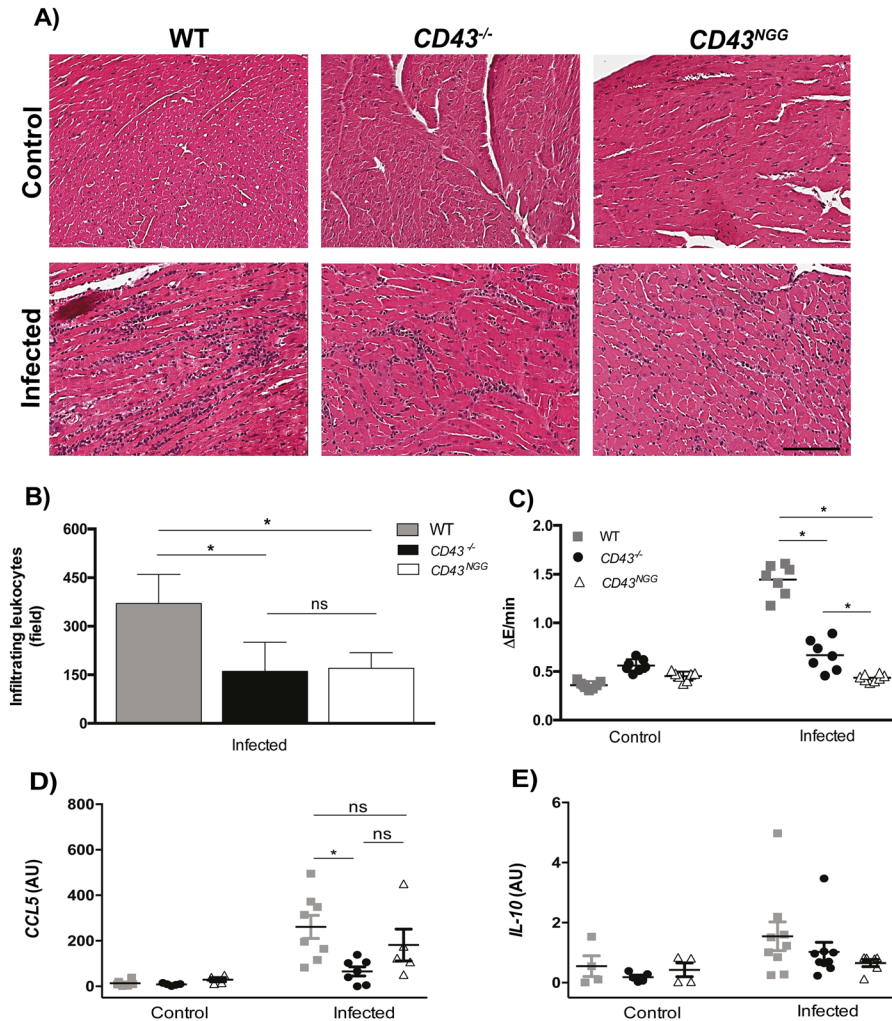 A)
WT CD43-/- CD43NGG
Control
Infected
B)
Infiltrating leukocytes
(field)
600
450
300
150
0
*
*
ns
WT
CD43 -/-
CD43 NGG
Infected
C)
ΔE/min
2.0
1.5
1.0
0.5
0.0
WT
CD43-/-
CD43NGG
*
*
*
Control Infected
D)
CCL5 (AU)
800
600
400
200
0
ns
ns
*
Control Infected
E)
IL-10 (AU)
6
4
2
0
Control Infected